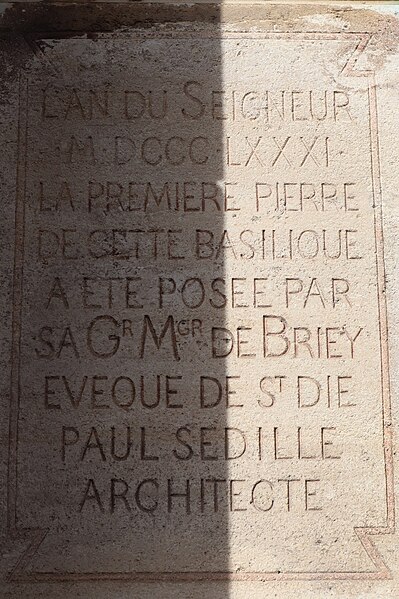 L'AN DU SEIGNEUR
·M·DCCC·LXXXI·
LA PREMIERE PIERRE
DE CETTE BASILIQUE
A ETE POSEE PAR
SA GR MGR DE BRIEY
EVEQUE DE ST DIE
PAUL SEDILLE
ARCHITECTE